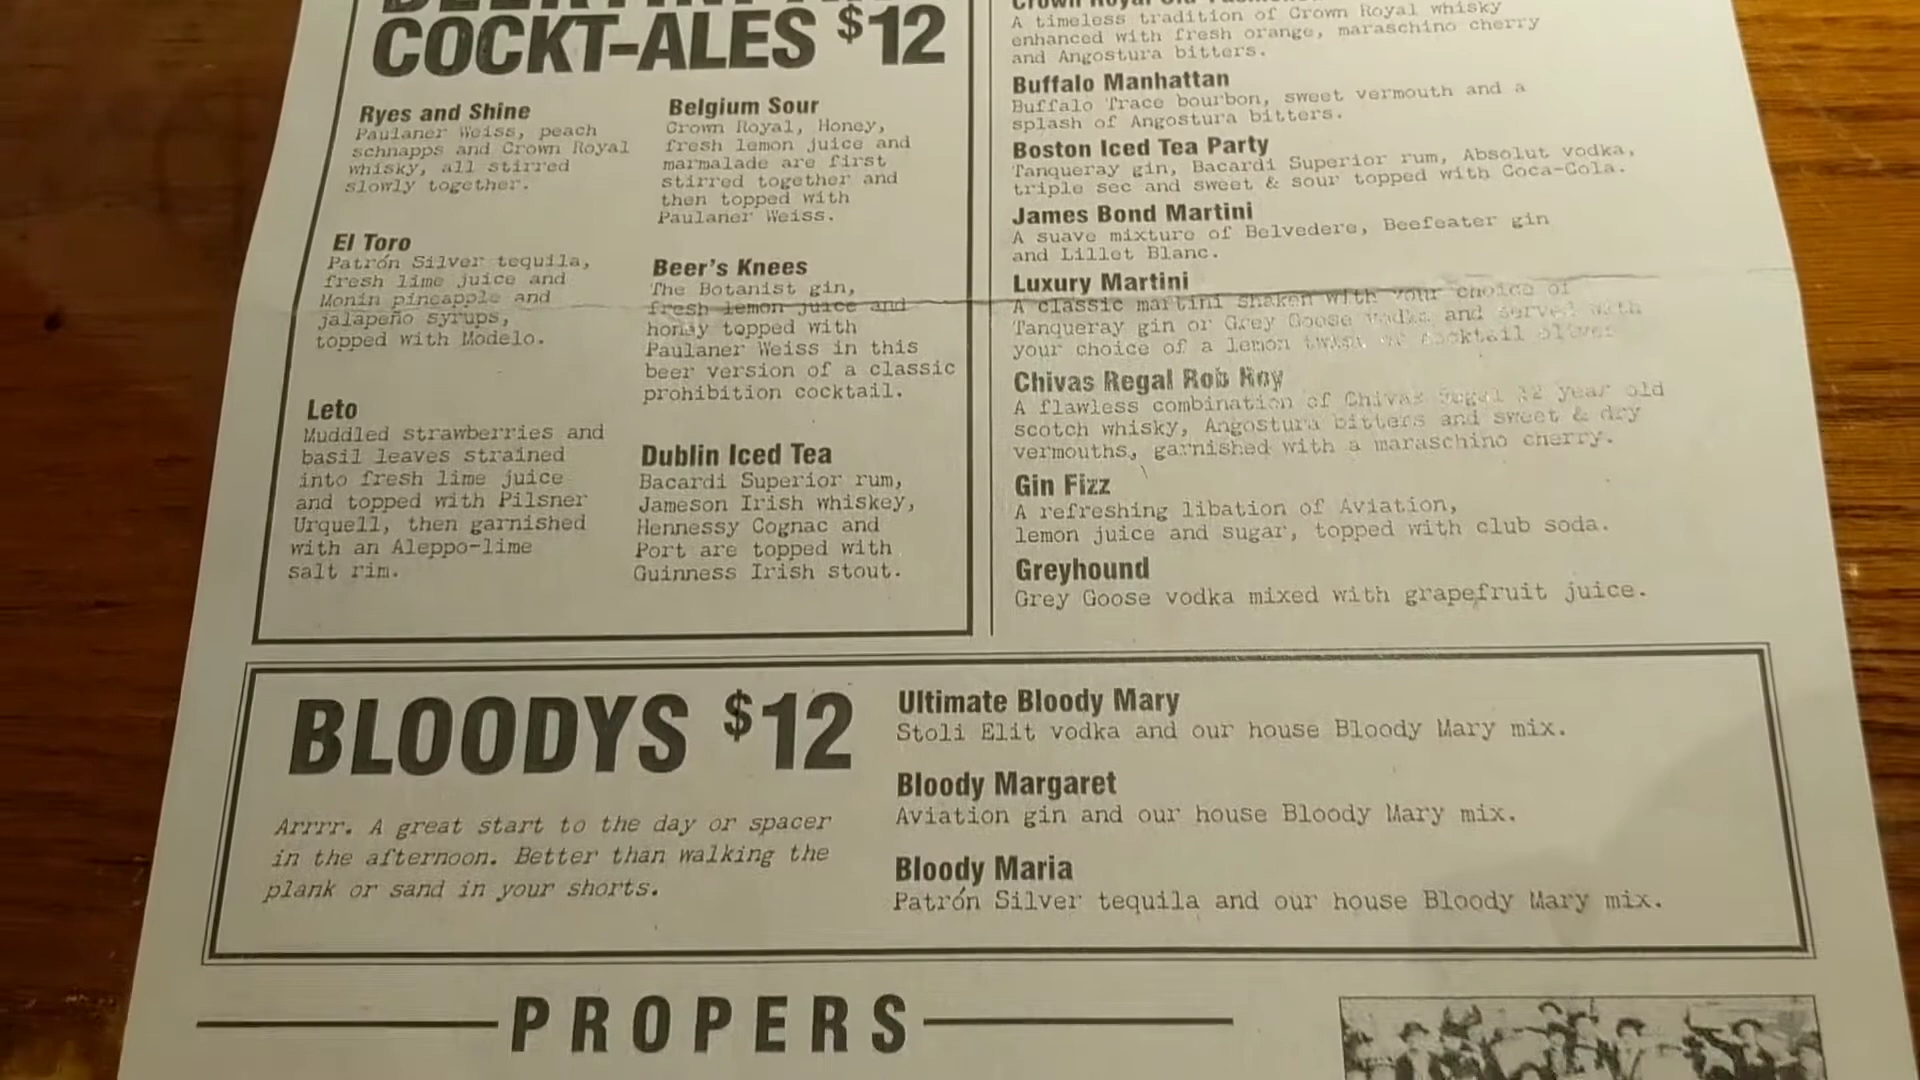 COCKT-ALES $12
Ryes and Shine
Paulaner Weiss, peach
schnapps and Crown Royal
whisky, all stirred
slowly together.
El Toro
Patrón Silver tequila,
fresh lime juice and
Monin pineapple and
jalapeño syrups,
topped with Modelo.
Leto
Muddled strawberries and
basil leaves strained
into fresh lime juice
and topped with Pilsner
Urquell, then garnished
with an Aleppo-lime
salt rim.
Belgium Sour
Crown Royal, Honey,
fresh lemon juice and
marmalade are first
stirred together and
then topped with
Paulaner Weiss.
Beer's Knees
The Botanist gin,
fresh lemon juice and
honey topped with
Paulaner Weiss in this
beer version of a classic
prohibition cocktail.
Dublin Iced Tea
Bacardi Superior rum,
Jameson Irish whiskey,
Hennessy Cognac and
Port are topped with
Guinness Irish stout.
Crown Royal Old
A timeless tradition of Crown Royal whisky
enhanced with fresh orange, maraschino cherry
and Angostura bitters.
Buffalo Manhattan
Buffalo Trace bourbon, sweet vermouth and a
splash of Angostura bitters.
Boston Iced Tea Party
Tanqueray gin, Bacardi Superior rum, Absolut vodka,
triple sec and sweet & sour topped with Coca-Cola.
James Bond Martini
A suave mixture of Belvedere, Beefeater gin
and Lillet Blanc.
Luxury Martini
A classic martini shaken with your choice of
Tanqueray gin or Grey Goose vodka and served with
your choice of a lemon twist or cocktail olives
Chivas Regal Rob Roy
A flawless combination of Chivas Regal 12 year old
scotch whisky, Angostura bitters and sweet & dry
vermouths, garnished with a maraschino cherry.
Gin Fizz
A refreshing libation of Aviation,
lemon juice and sugar, topped with club soda.
Greyhound
Grey Goose vodka mixed with grapefruit juice.
BLOODYS $12
Arrrr. A great start to the day or spacer
in the afternoon. Better than walking the
plank or sand in your shorts.
Ultimate Bloody Mary
Stoli Elit vodka and our house Bloody Mary mix.
Bloody Margaret
Aviation gin and our house Bloody Mary mix.
Bloody Maria
Patrón Silver tequila and our house Bloody Mary mix.
PROPERS